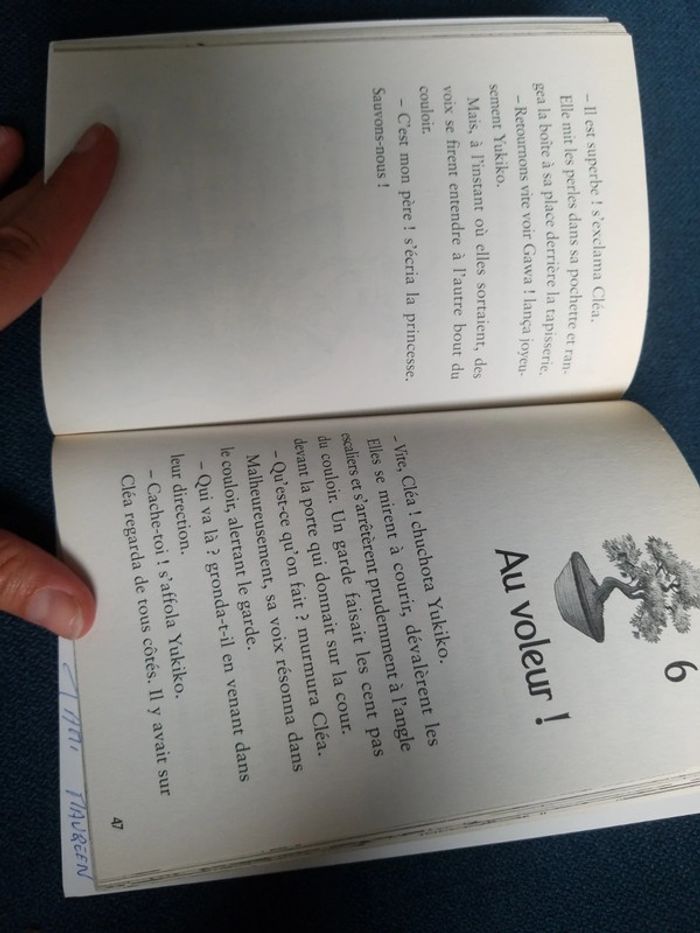 – Il est superbe ! s'exclama Cléa.
Elle mit les perles dans sa pochette et ran-
gea la boîte à sa place derrière la tapisserie.
– Retournons vite voir Gawa ! lança joyeu-
sement Yukiko.
Mais, à l'instant où elles sortaient, des
voix se firent entendre à l'autre bout du
couloir.
– C'est mon père ! s'écria la princesse.
Sauvons-nous !
6
Au voleur !
– Vite, Cléa ! chuchota Yukiko.
Elles se mirent à courir, dévalèrent les
escaliers et s'arrêtèrent prudemment à l'angle
du couloir. Un garde faisait les cent pas
devant la porte qui donnait sur la cour.
– Qu'est-ce qu'on fait ? murmura Cléa.
Malheureusement, sa voix résonna dans
le couloir, alertant le garde.
– Qui va là ? gronda-t-il en venant dans
leur direction.
– Cache-toi ! s'affola Yukiko.
Cléa regarda de tous côtés. Il y avait sur
47
MAUREEN